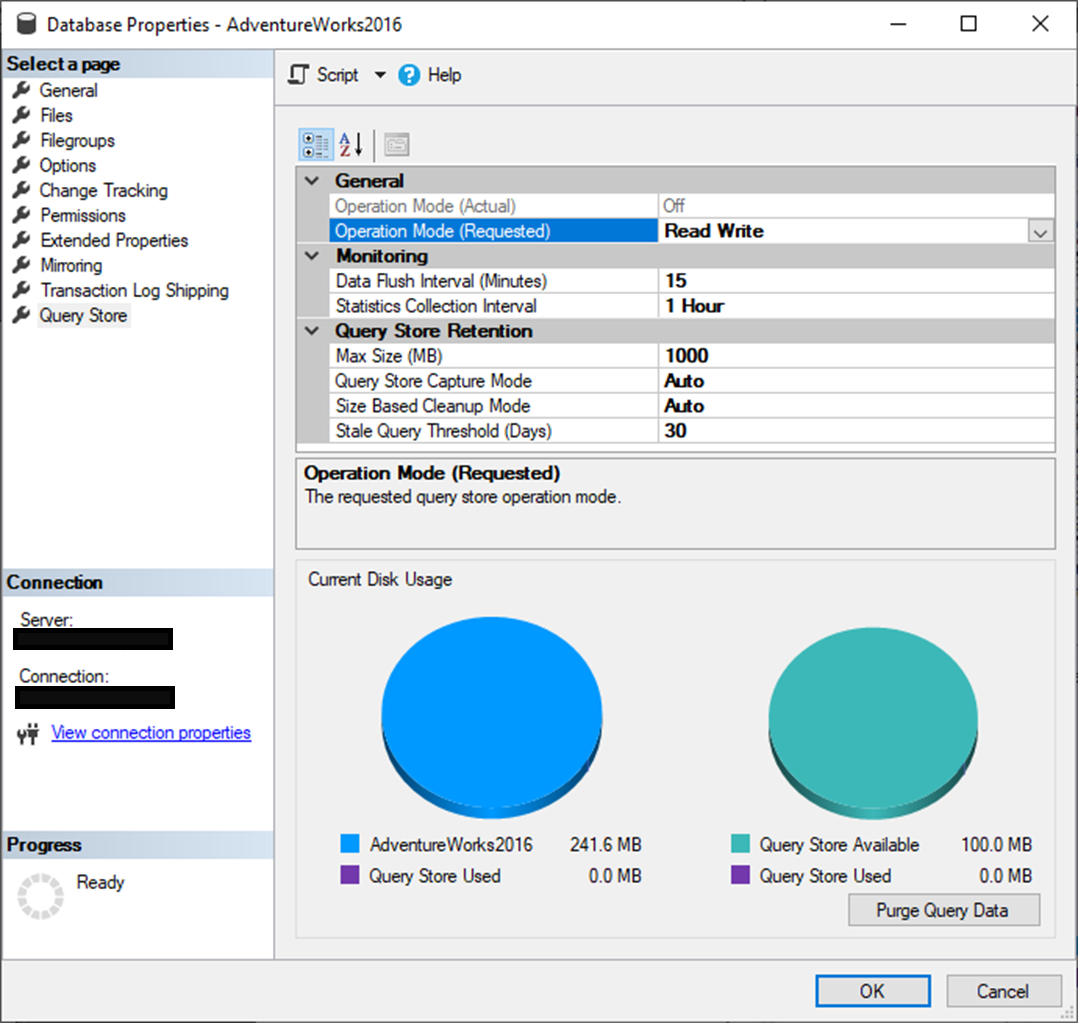 Database Properties - AdventureWorks2016
Select a page
General
Files
Filegroups
Options
Change Tracking
Permissions
Extended Properties
Mirroring
Transaction Log Shipping
Query Store
Connection
Server:
Connection:
View connection properties
Progress
Ready
Script
? Help
A
Z
General
Operation Mode (Actual) Off
Operation Mode (Requested) Read Write
Monitoring
Data Flush Interval (Minutes) 15
Statistics Collection Interval 1 Hour
Query Store Retention
Max Size (MB) 1000
Query Store Capture Mode Auto
Size Based Cleanup Mode Auto
Stale Query Threshold (Days) 30
Operation Mode (Requested)
The requested query store operation mode.
Current Disk Usage
AdventureWorks2016 241.6 MB
Query Store Used 0.0 MB
Query Store Available 100.0 MB
Query Store Used 0.0 MB
Purge Query Data
OK Cancel